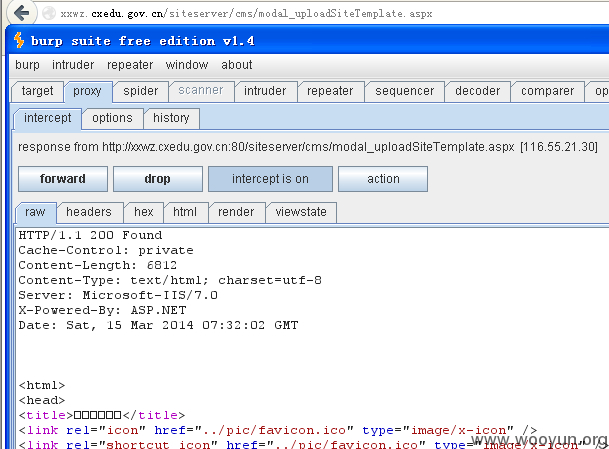 xxwz.cxedu.gov.cn/siteserver/cms/modal_uploadSiteTemplate.aspx
burp suite free edition v1.4
burp intruder repeater window about
target proxy spider scanner intruder repeater sequencer decoder comparer op
intercept options history
response from http://xxwz.cxedu.gov.cn:80/siteserver/cms/modal_uploadSiteTemplate.aspx [116.55.21.30]
forward drop intercept is on action
raw headers hex html render viewstate
HTTP/1.1 200 Found
Cache-Control: private
Content-Length: 6812
Content-Type: text/html; charset=utf-8
Server: Microsoft-IIS/7.0
X-Powered-By: ASP.NET
Date: Sat, 15 Mar 2014 07:32:02 GMT
<html>
<head>
<title>□□□□□□</title>
<link rel="icon" href="../pic/favicon.ico" type="image/x-icon" />
<link rel="shortcut icon" href="../pic/favicon.ico" type="image/x-icon" />
www.wooyun.org